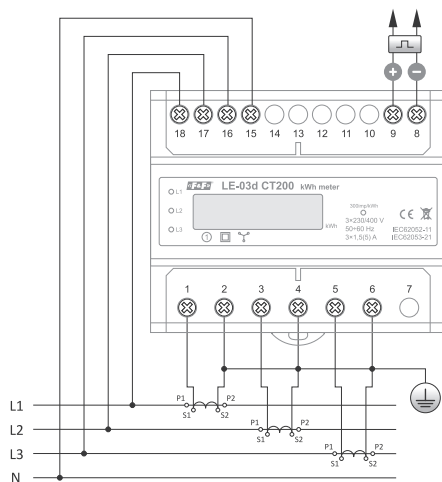 + −
18 17 16 15 14 13 12 11 10 9 8
F&F LE-03d CT200 kWh meter
L1
L2
L3
kWh
3×230/400 V
50÷60 Hz
3×1,5(5) A
IEC62052-11
IEC62053-21
1
1 2 3 4 5 6 7
L1 P1 P2 S1 S2
L2 P1 P2 S1 S2
L3 P1 P2 S1 S2
N